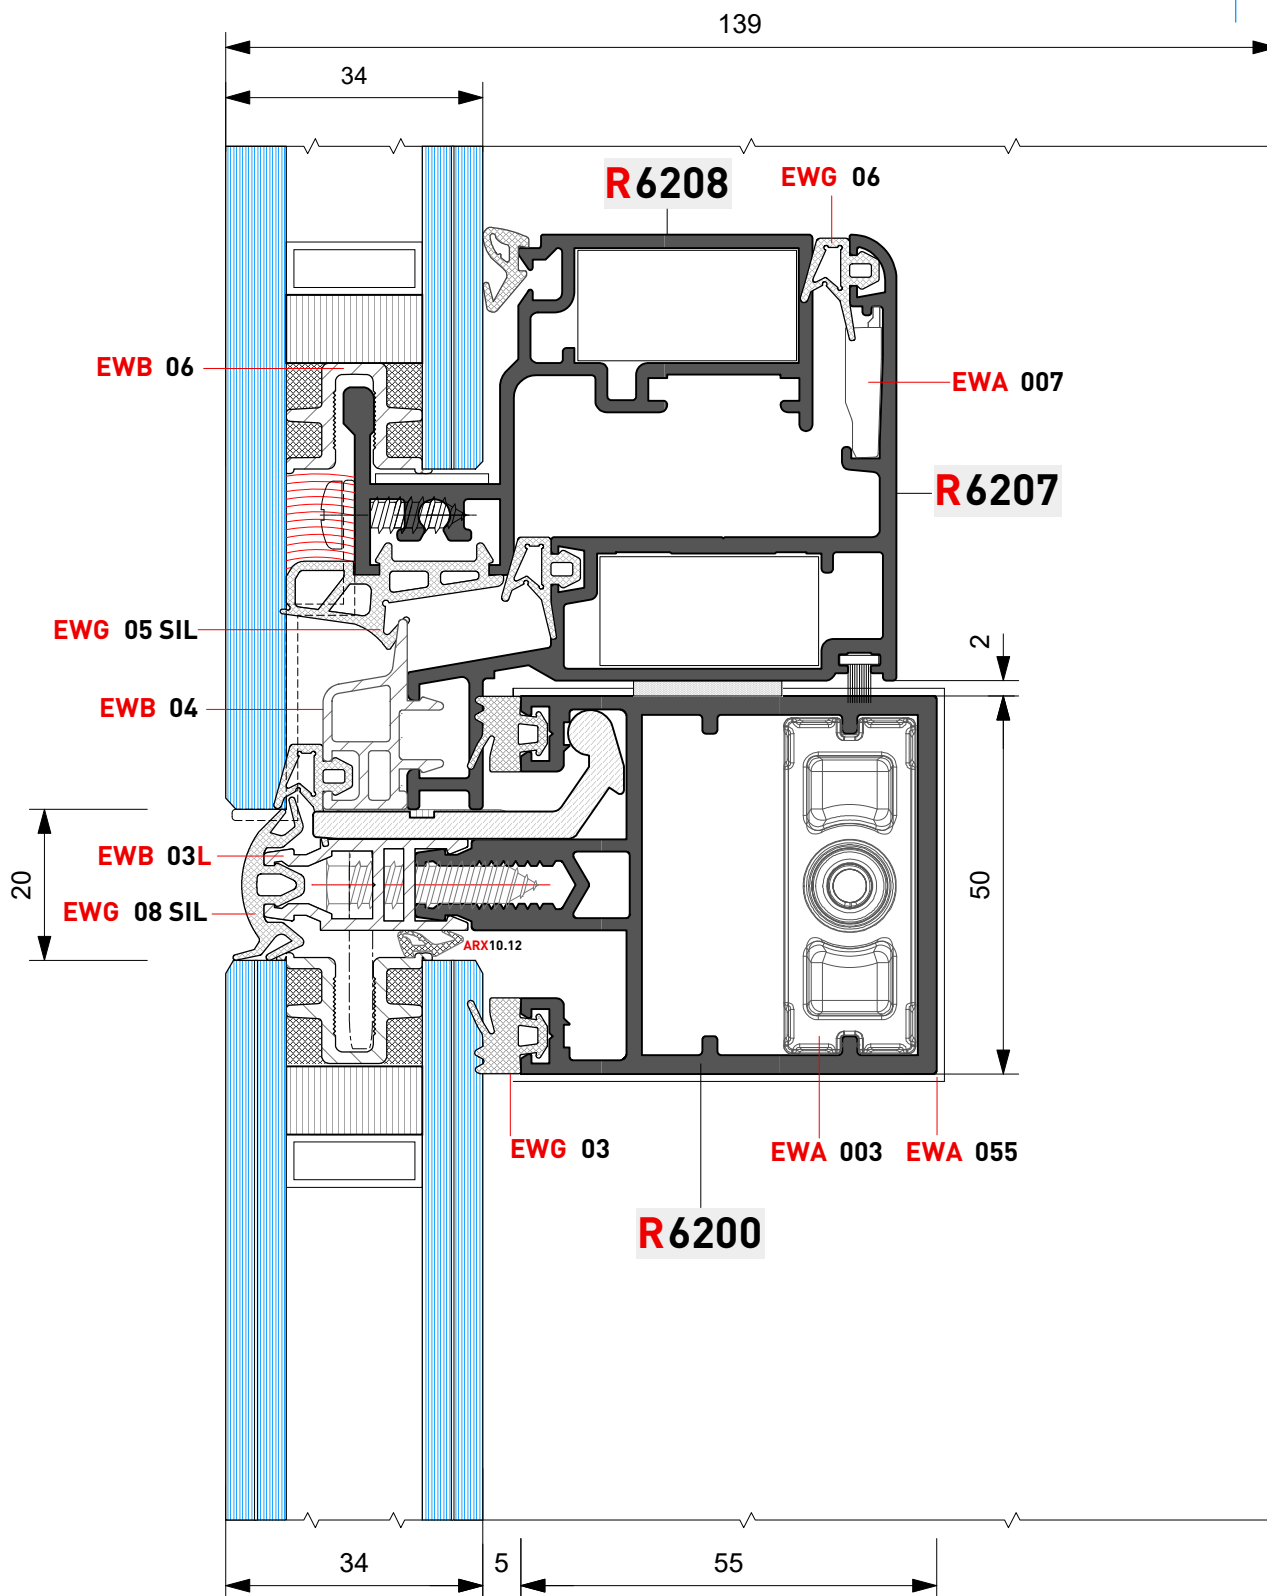 139
34
R6208
EWG 06
EWB 06
EWA 007
R6207
EWG 05 SIL
2
EWB 04
EWB 03L
20
50
EWG 08 SIL
ARX10.12
EWG 03
EWA 003
EWA 055
R6200
34
5
55